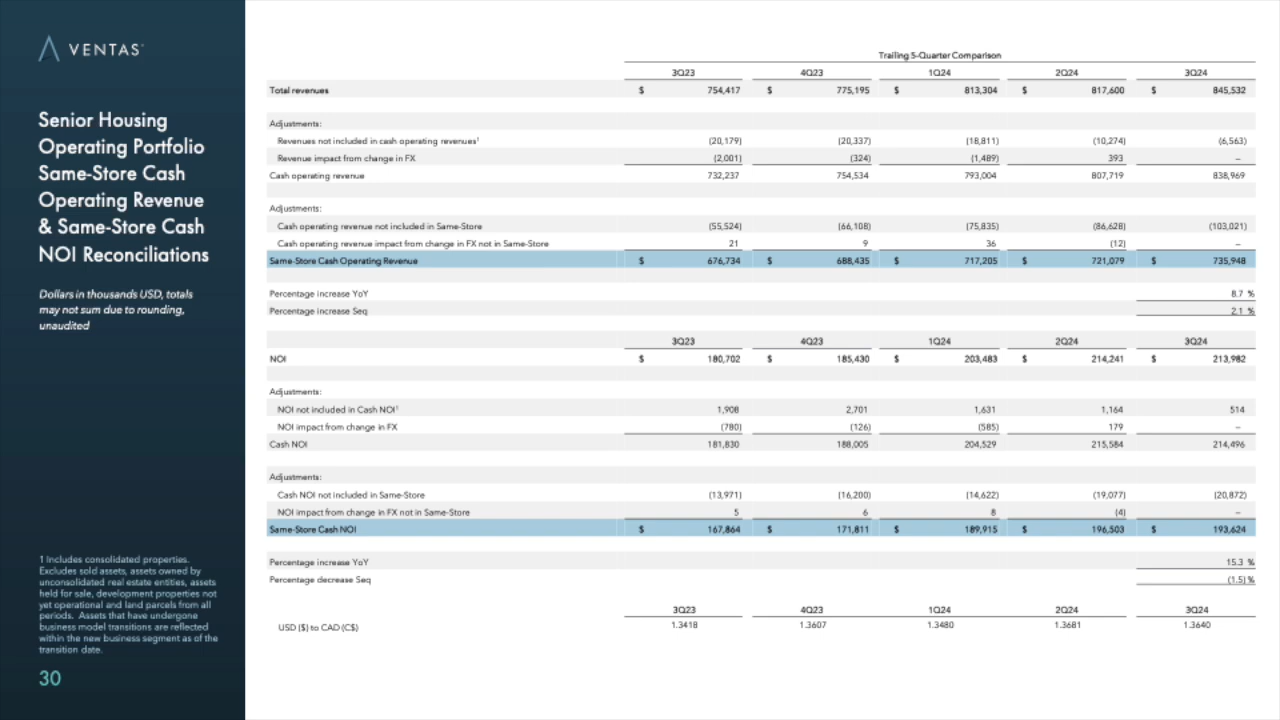 VENTAS™
Senior Housing
Operating Portfolio
Same-Store Cash
Operating Revenue
& Same-Store Cash
NOI Reconciliations
Dollars in thousands USD, totals
may not sum due to rounding,
unaudited
1 Includes consolidated properties.
Excludes sold assets, assets owned by
unconsolidated real estate entities, assets
held for sale, development properties not
yet operational and land parcels from all
periods. Assets that have undergone
business model transitions are reflected
within the new business segment as of the
transition date.
30
Trailing 5-Quarter Comparison
3Q23 4Q23 1Q24 2Q24 3Q24
Total revenues $ 754,417 $ 775,195 $ 813,304 $ 817,600 $ 845,532
Adjustments:
Revenues not included in cash operating revenues¹ (20,179) (20,337) (18,811) (10,274) (6,563)
Revenue impact from change in FX (2,001) (324) (1,489) 393 –
Cash operating revenue 732,237 754,534 793,004 807,719 838,969
Adjustments:
Cash operating revenue not included in Same-Store (55,524) (66,108) (75,835) (86,628) (103,021)
Cash operating revenue impact from change in FX not in Same-Store 21 9 36 (12) –
Same-Store Cash Operating Revenue $ 676,734 $ 688,435 $ 717,205 $ 721,079 $ 735,948
Percentage increase YoY 8.7 %
Percentage increase Seq 2.1 %
3Q23 4Q23 1Q24 2Q24 3Q24
NOI $ 180,702 $ 185,430 $ 203,483 $ 214,241 $ 213,982
Adjustments:
NOI not included in Cash NOI¹ 1,908 2,701 1,631 1,164 514
NOI impact from change in FX (780) (126) (585) 179 –
Cash NOI 181,830 188,005 204,529 215,584 214,496
Adjustments:
Cash NOI not included in Same-Store (13,971) (16,200) (14,622) (19,077) (20,872)
NOI impact from change in FX not in Same-Store 5 6 8 (4) –
Same-Store Cash NOI $ 167,864 $ 171,811 $ 189,915 $ 196,503 $ 193,624
Percentage increase YoY 15.3 %
Percentage decrease Seq (1.5) %
3Q23 4Q23 1Q24 2Q24 3Q24
USD ($) to CAD (C$) 1.3418 1.3607 1.3480 1.3681 1.3640